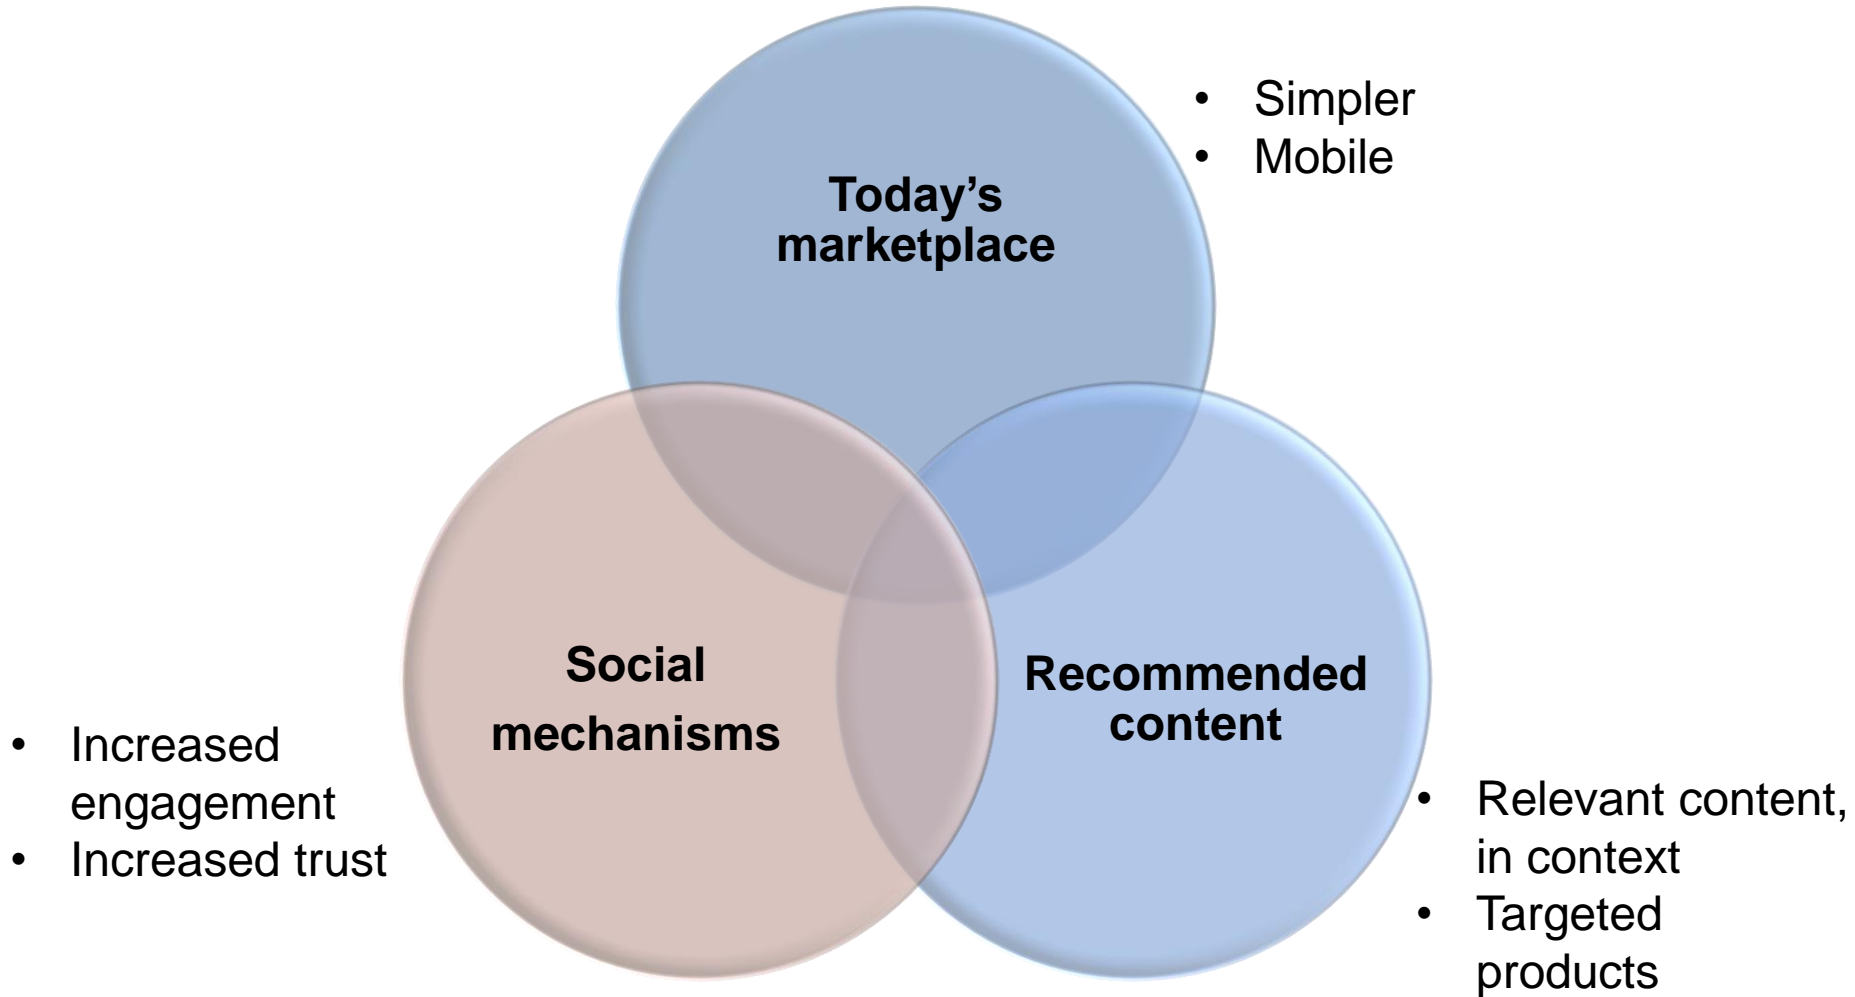 • Simpler
• Mobile
Today’s
marketplace
Social
mechanisms
Recommended
content
• Increased
engagement
• Increased trust
• Relevant content,
in context
• Targeted
products